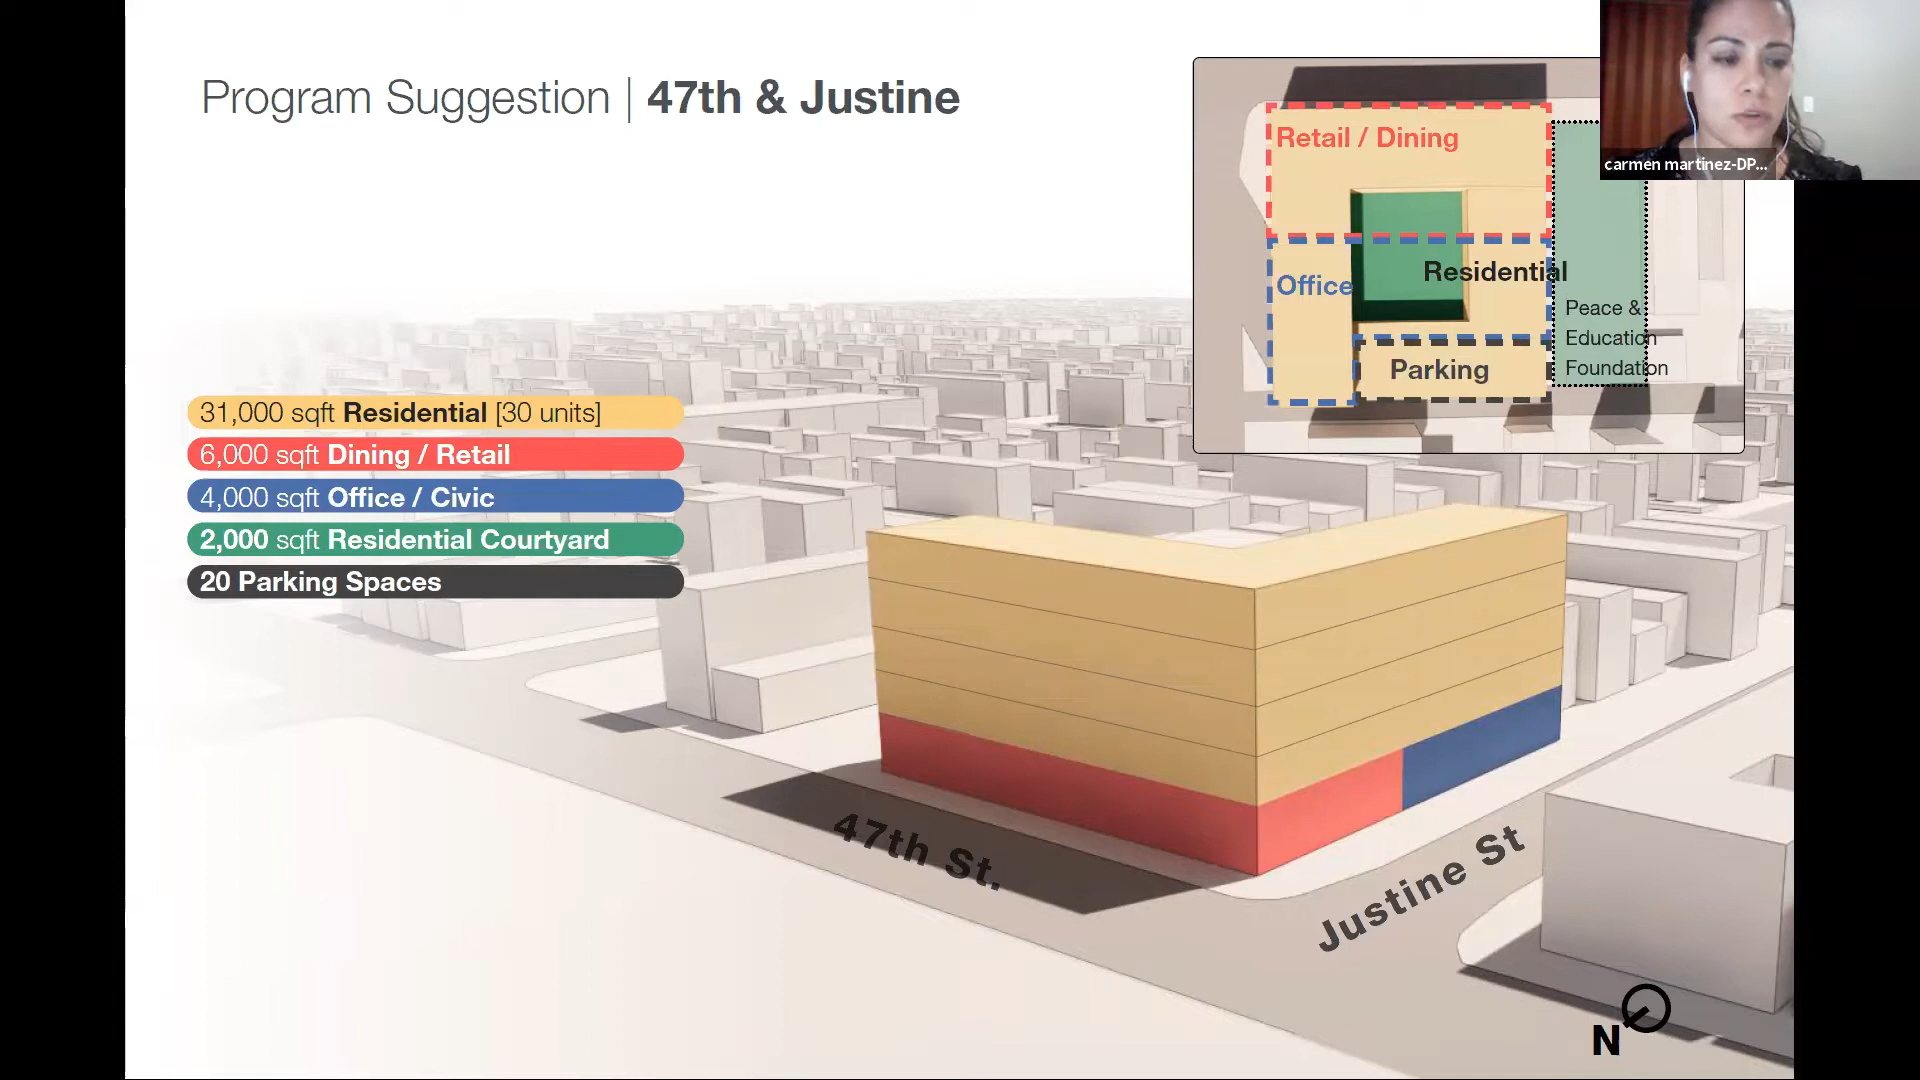 Program Suggestion | 47th & Justine
carmen martinez-DP...
Retail / Dining
Office
Residential
Peace &
Education
Foundation
Parking
31,000 sqft Residential [30 units]
6,000 sqft Dining / Retail
4,000 sqft Office / Civic
2,000 sqft Residential Courtyard
20 Parking Spaces
47th St.
Justine St
N